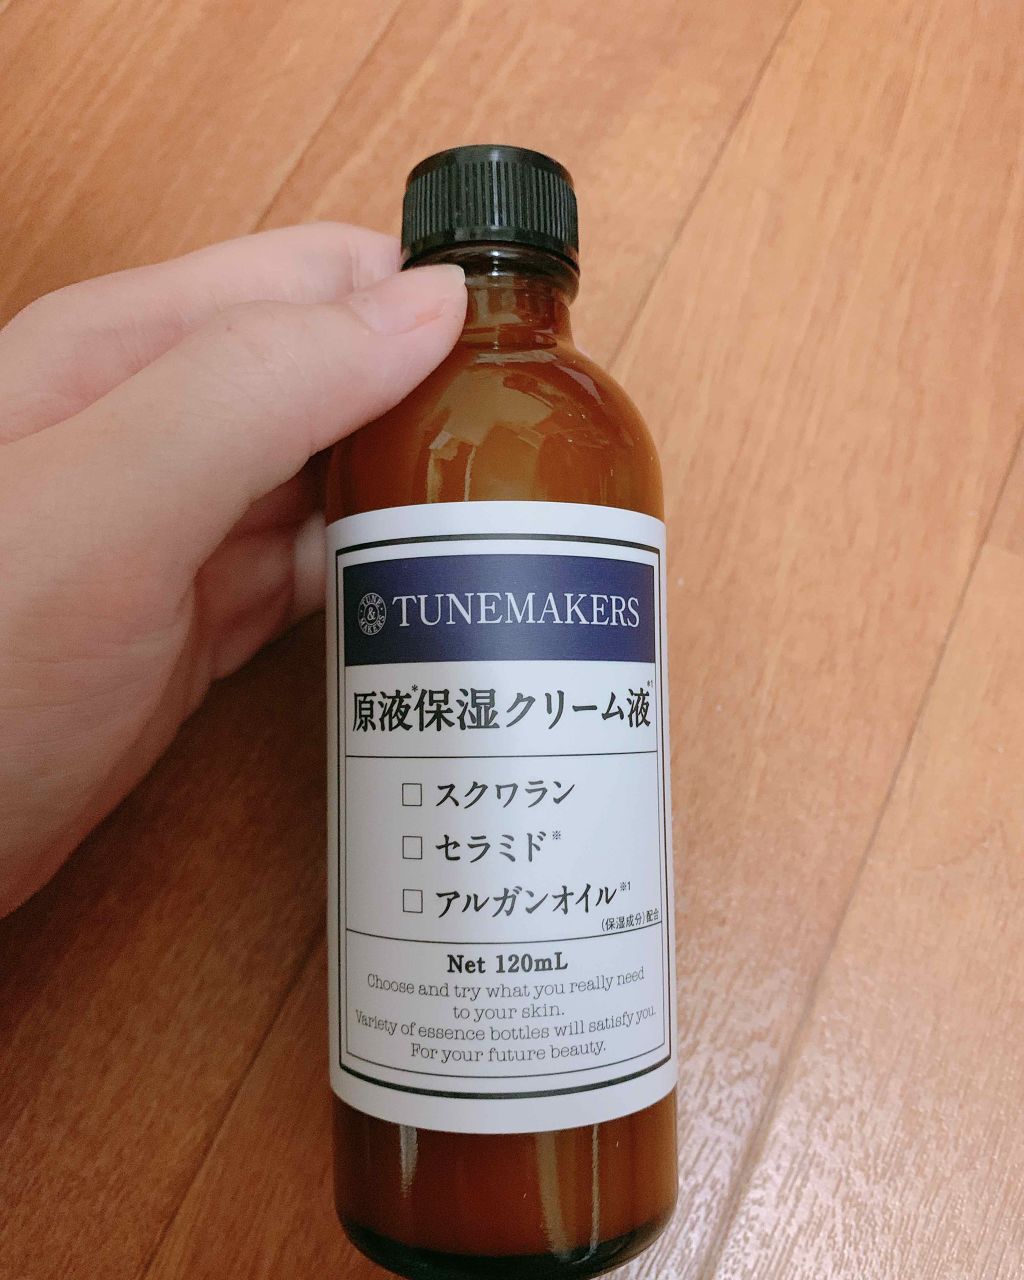 TUNE & MAKERS
TUNEMAKERS
原液*保湿クリーム液*1
□ スクワラン
□ セラミド※
□ アルガンオイル※1
(保湿成分)配合
Net 120mL
Choose and try what you really need
to your skin.
Variety of essence bottles will satisfy you.
For your future beauty.